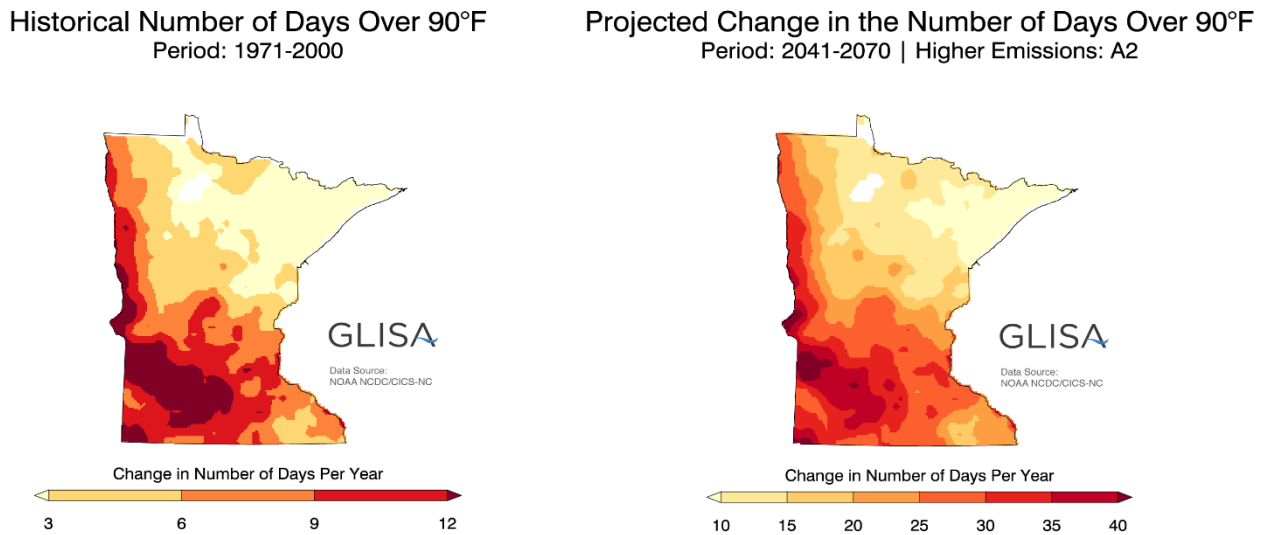 Historical Number of Days Over 90°F
Period: 1971-2000
GLISA
Data Source:
NOAA NCDC/CICS-NC
Change in Number of Days Per Year
3 6 9 12
Projected Change in the Number of Days Over 90°F
Period: 2041-2070 | Higher Emissions: A2
GLISA
Data Source:
NOAA NCDC/CICS-NC
Change in Number of Days Per Year
10 15 20 25 30 35 40